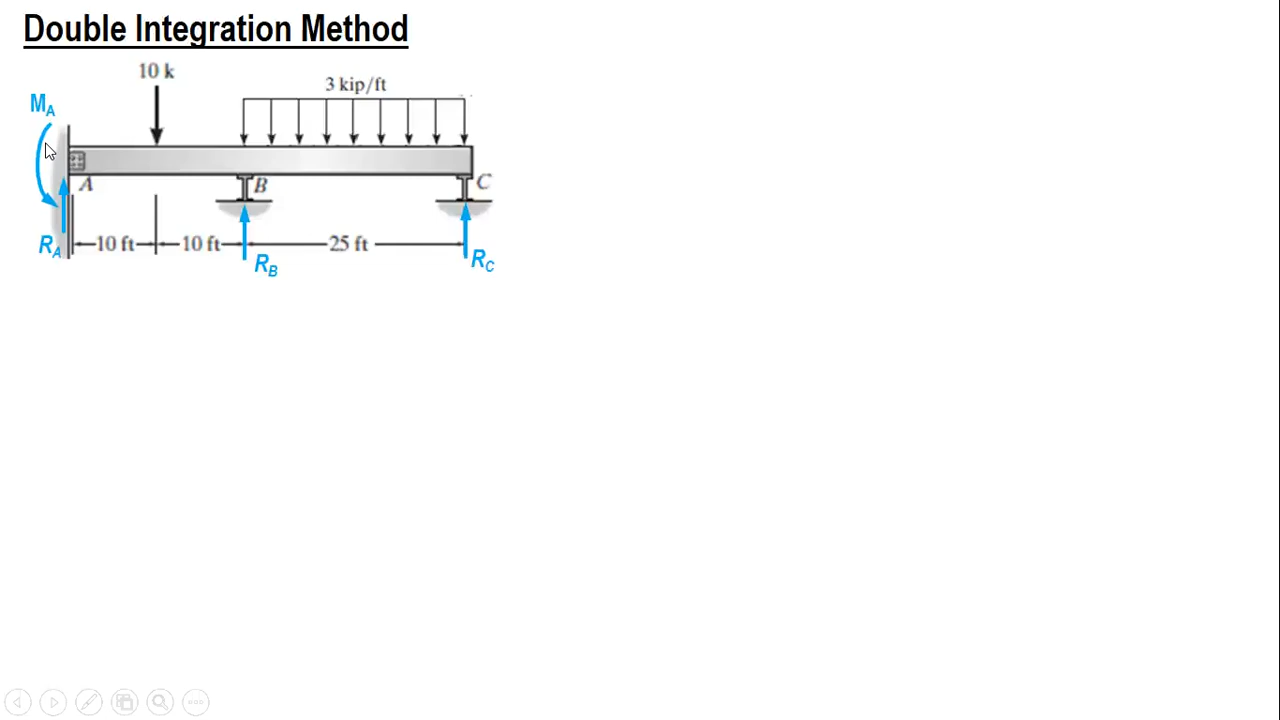 Double Integration Method
10 k
3 kip/ft
MA
A
B
C
RA
10 ft
10 ft
25 ft
RB
RC